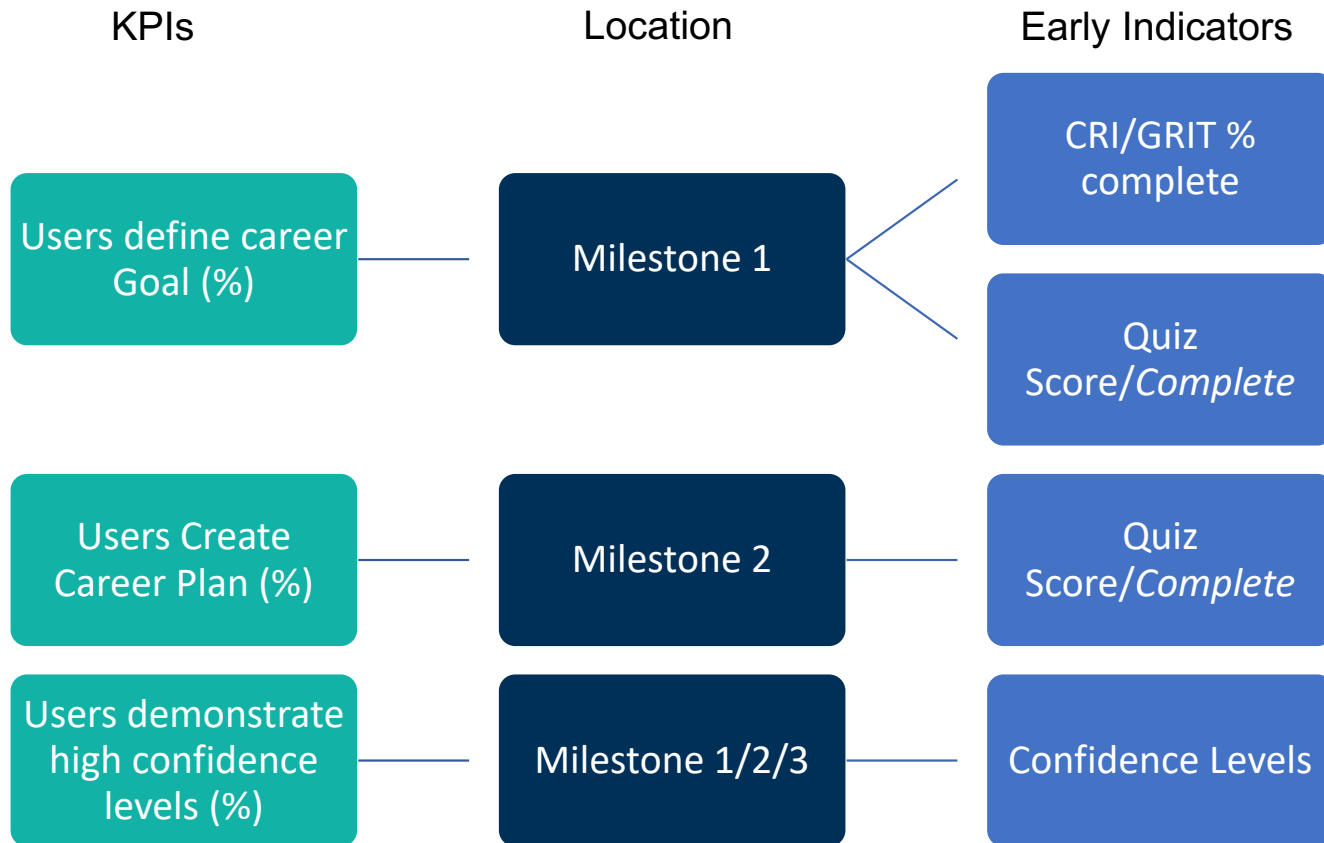 KPIs
Location
Early Indicators
CRI/GRIT %
complete
Users define career
Goal (%)
Milestone 1
Quiz
Score/Complete
Users Create
Career Plan (%)
Milestone 2
Quiz
Score/Complete
Users demonstrate
high confidence
levels (%)
Milestone 1/2/3
Confidence Levels